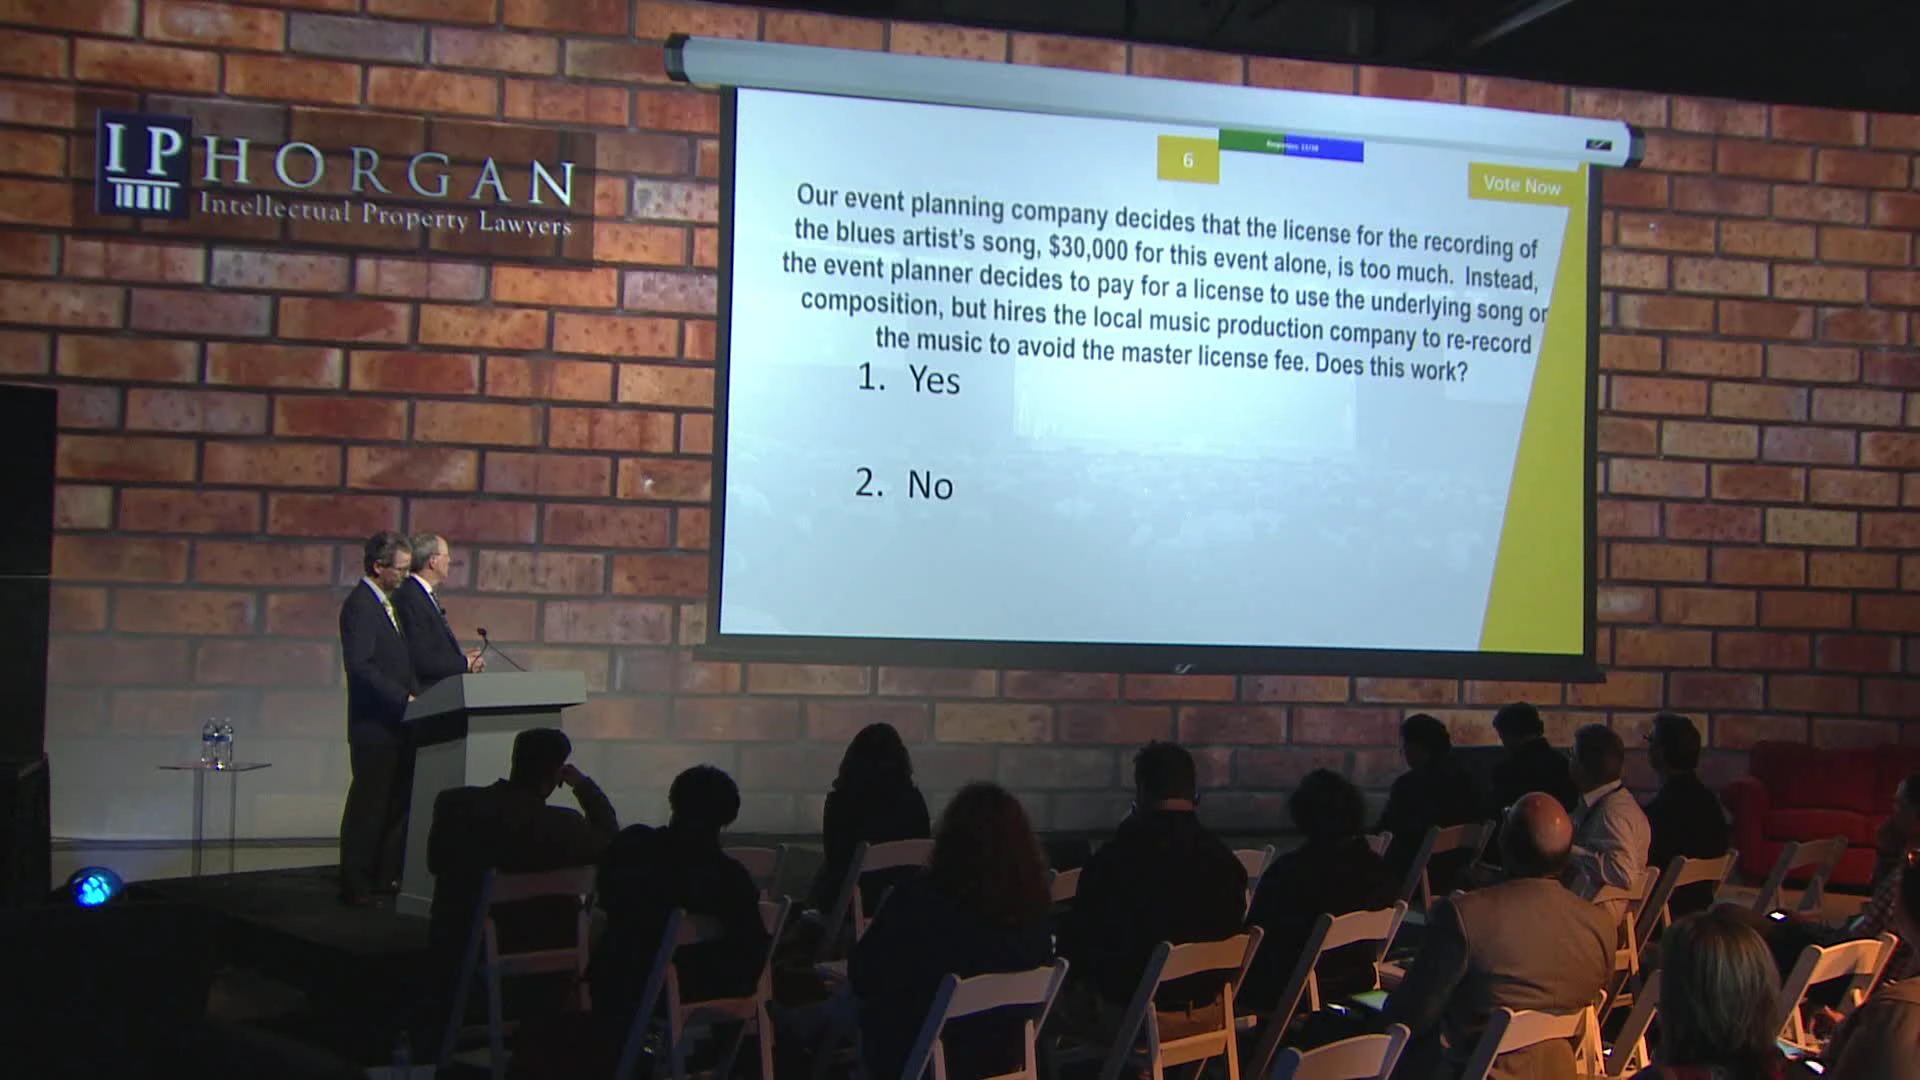 IPHORGAN
Intellectual Property Lawyers
6
Vote Now
Our event planning company decides that the license for the recording of
the blues artist's song, $30,000 for this event alone, is too much. Instead,
the event planner decides to pay for a license to use the underlying song or
composition, but hires the local music production company to re-record
the music to avoid the master license fee. Does this work?
1. Yes
2. No